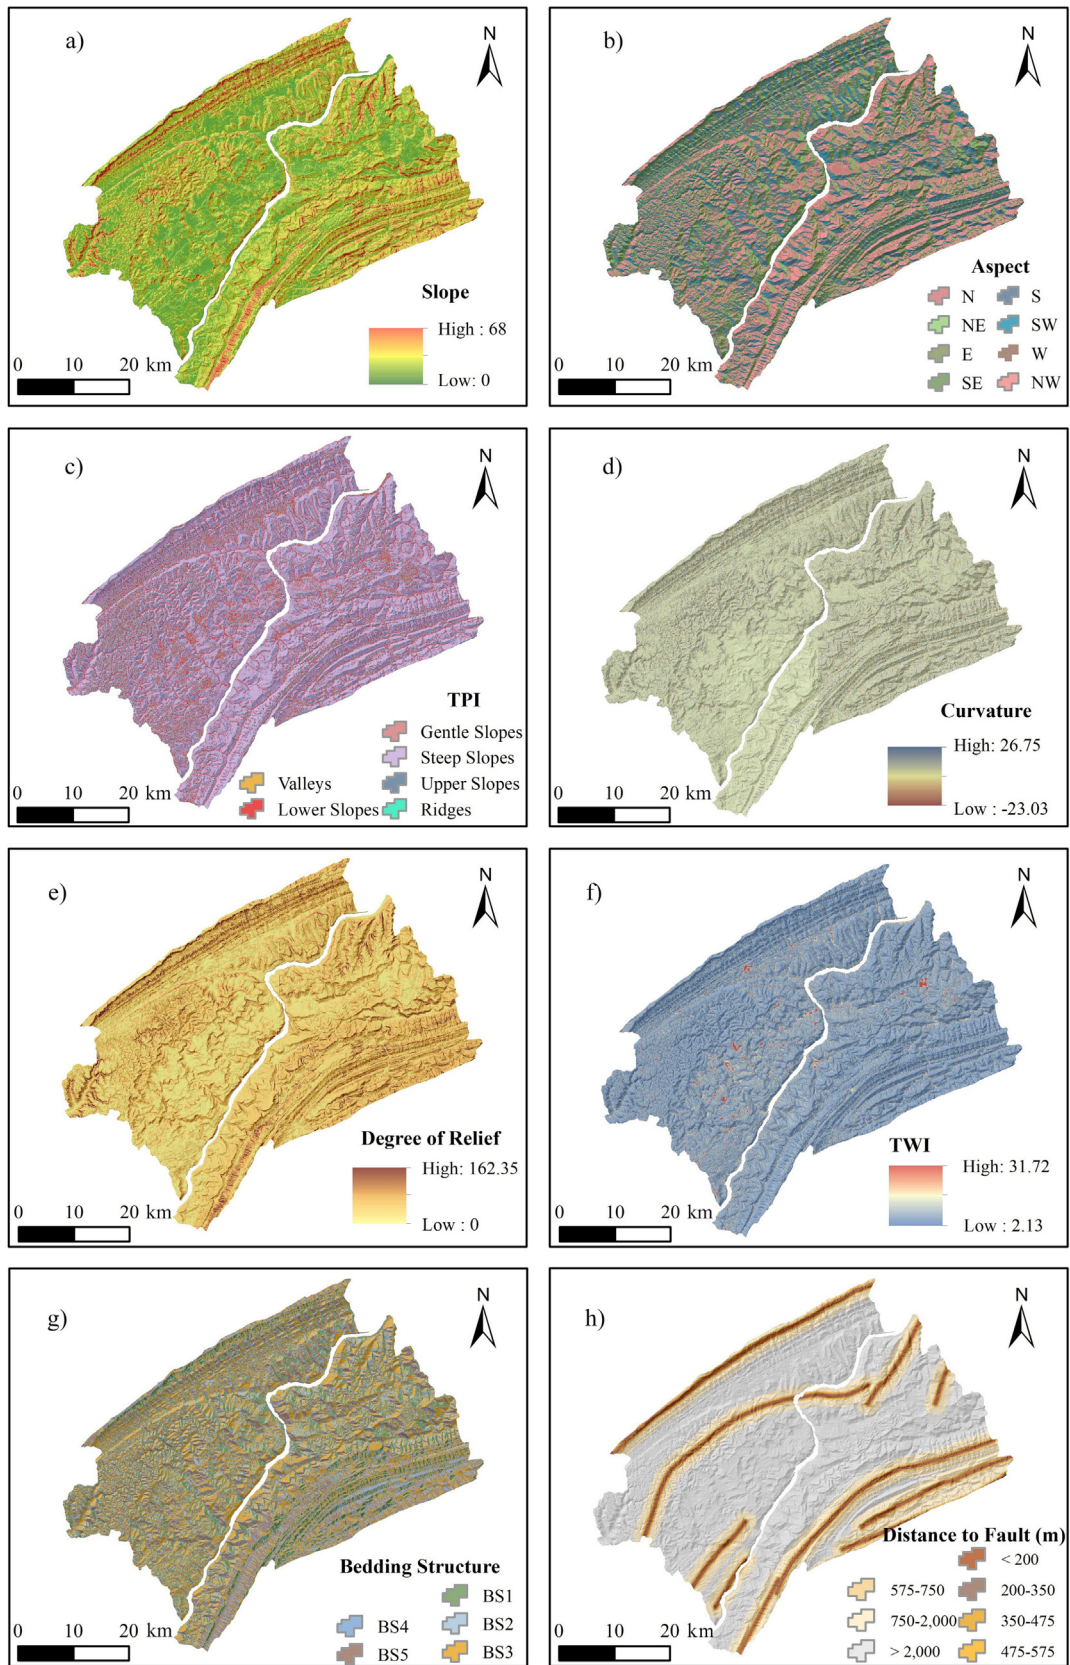 a)
N
Slope
High : 68
Low: 0
0 10 20 km
b)
N
Aspect
N S
NE SW
E W
SE NW
0 10 20 km
c)
N
TPI
Gentle Slopes
Steep Slopes
Valleys Upper Slopes
Lower Slopes Ridges
0 10 20 km
d)
N
Curvature
High: 26.75
Low : -23.03
0 10 20 km
e)
N
Degree of Relief
High: 162.35
Low : 0
0 10 20 km
f)
N
TWI
High: 31.72
Low : 2.13
0 10 20 km
g)
N
Bedding Structure
BS1
BS4 BS2
BS5 BS3
0 10 20 km
h)
N
Distance to Fault (m)
< 200
575-750 200-350
750-2,000 350-475
> 2,000 475-575
0 10 20 km